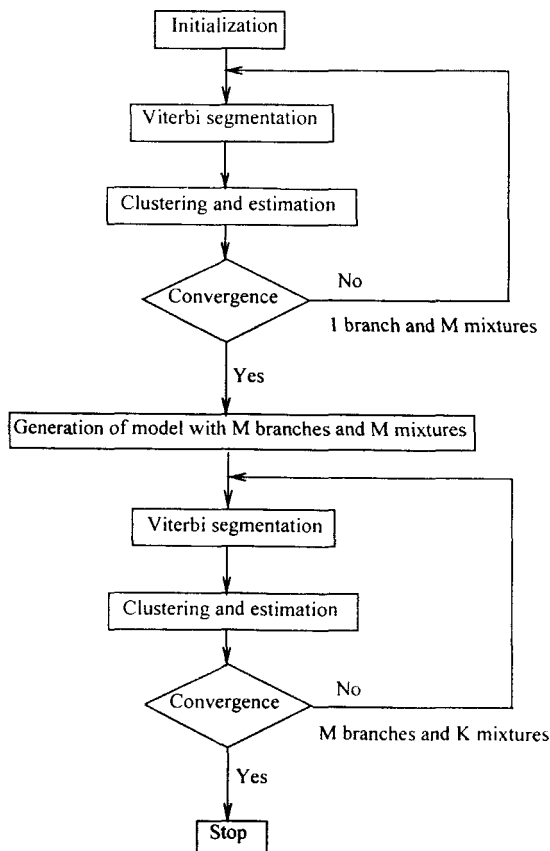 Initialization
Viterbi segmentation
Clustering and estimation
Convergence
No
1 branch and M mixtures
Yes
Generation of model with M branches and M mixtures
Viterbi segmentation
Clustering and estimation
Convergence
No
M branches and K mixtures
Yes
Stop